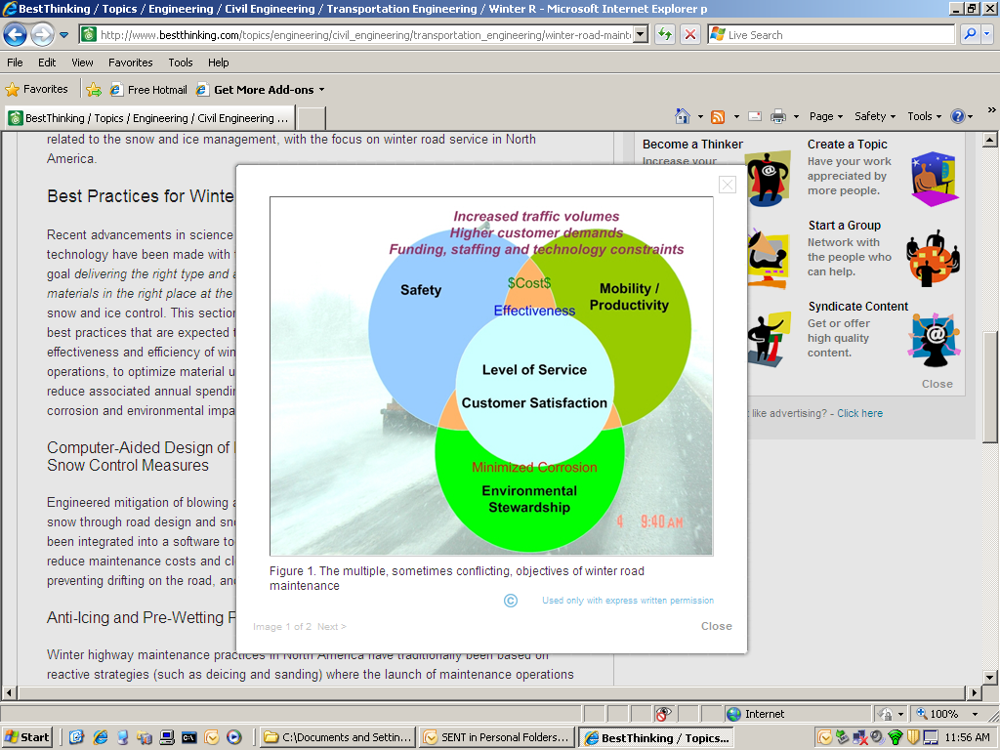 BestThinking / Topics / Engineering / Civil Engineering / Transportation Engineering / Winter R - Microsoft Internet Explorer p
http://www.bestthinking.com/topics/engineering/civil_engineering/transportation_engineering/winter-road-maint
Live Search
File Edit View Favorites Tools Help
Favorites Free Hotmail Get More Add-ons
BestThinking / Topics / Engineering / Civil Engineering ...
Page Safety Tools
related to the snow and ice management, with the focus on winter road service in North
America.
Best Practices for Winte
Recent advancements in science
technology have been made with
goal delivering the right type and
materials in the right place at the
snow and ice control. This section
best practices that are expected
effectiveness and efficiency of win
operations, to optimize material u
reduce associated annual spending
corrosion and environmental impa
Computer-Aided Design of
Snow Control Measures
Engineered mitigation of blowing a
snow through road design and sno
been integrated into a software to
reduce maintenance costs and cl
preventing drifting on the road, and
Anti-Icing and Pre-Wetting
Winter highway maintenance practices in North America have traditionally been based on
reactive strategies (such as deicing and sanding) where the launch of maintenance operations
Increased traffic volumes
Higher customer demands
Funding, staffing and technology constraints
Safety
$Cost$
Mobility /
Productivity
Effectiveness
Level of Service
Customer Satisfaction
Minimized Corrosion
Environmental
Stewardship
4 9:40 AM
Figure 1. The multiple, sometimes conflicting, objectives of winter road
maintenance
© Used only with express written permission
Image 1 of 2 Next >
Close
Become a Thinker
Increase your
Create a Topic
Have your work
appreciated by
more people.
Start a Group
Network with
the people who
can help.
Syndicate Content
Get or offer
high quality
content.
Close
like advertising? - Click here
Internet
100%
Start
C:\Documents and Settin...
SENT in Personal Folders...
BestThinking / Topics...
11:56 AM